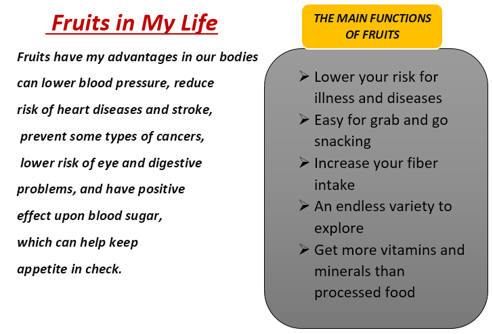 Fruits in My Life
Fruits have my advantages in our bodies
can lower blood pressure, reduce
risk of heart diseases and stroke,
prevent some types of cancers,
lower risk of eye and digestive
problems, and have positive
effect upon blood sugar,
which can help keep
appetite in check.
THE MAIN FUNCTIONS
OF FRUITS
➢ Lower your risk for
illness and diseases
➢ Easy for grab and go
snacking
➢ Increase your fiber
intake
➢ An endless variety to
explore
➢ Get more vitamins and
minerals than
processed food